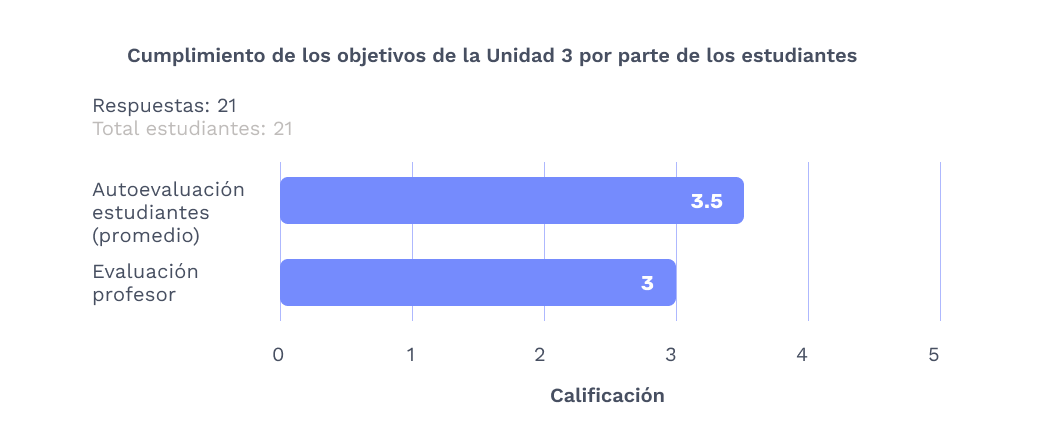 Cumplimiento de los objetivos de la Unidad 3 por parte de los estudiantes
Respuestas: 21
Total estudiantes: 21
Autoevaluación
estudiantes
(promedio)
3.5
Evaluación
profesor
3
0 1 2 3 4 5
Calificación